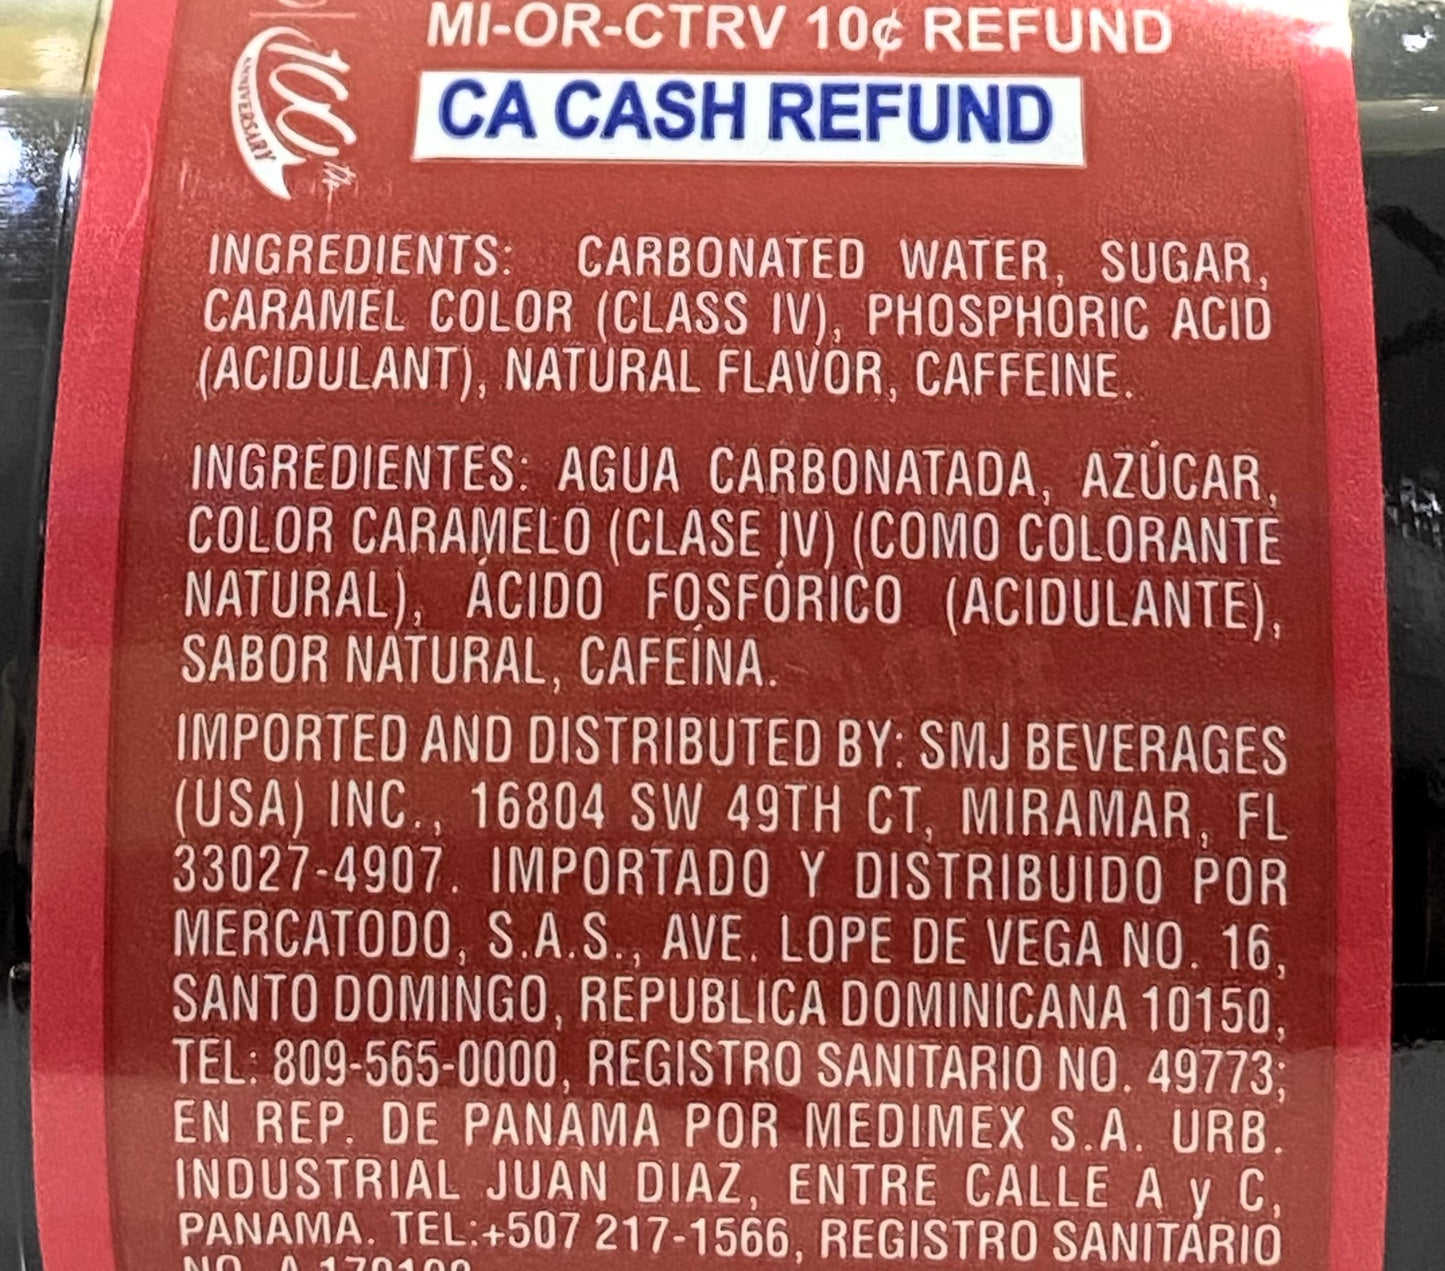 MI-OR-CTRV 10¢ REFUND
CA CASH REFUND
100th
ANNIVERSARY
INGREDIENTS: CARBONATED WATER, SUGAR,
CARAMEL COLOR (CLASS IV), PHOSPHORIC ACID
(ACIDULANT), NATURAL FLAVOR, CAFFEINE.
INGREDIENTES: AGUA CARBONATADA, AZÚCAR,
COLOR CARAMELO (CLASE IV) (COMO COLORANTE
NATURAL), ÁCIDO FOSFÓRICO (ACIDULANTE),
SABOR NATURAL, CAFEÍNA.
IMPORTED AND DISTRIBUTED BY: SMJ BEVERAGES
(USA) INC., 16804 SW 49TH CT, MIRAMAR, FL
33027-4907. IMPORTADO Y DISTRIBUIDO POR
MERCATODO, S.A.S., AVE. LOPE DE VEGA NO. 16,
SANTO DOMINGO, REPUBLICA DOMINICANA 10150,
TEL: 809-565-0000, REGISTRO SANITARIO NO. 49773;
EN REP. DE PANAMA POR MEDIMEX S.A. URB.
INDUSTRIAL JUAN DIAZ, ENTRE CALLE A y C,
PANAMA. TEL:+507 217-1566, REGISTRO SANITARIO
NO. A